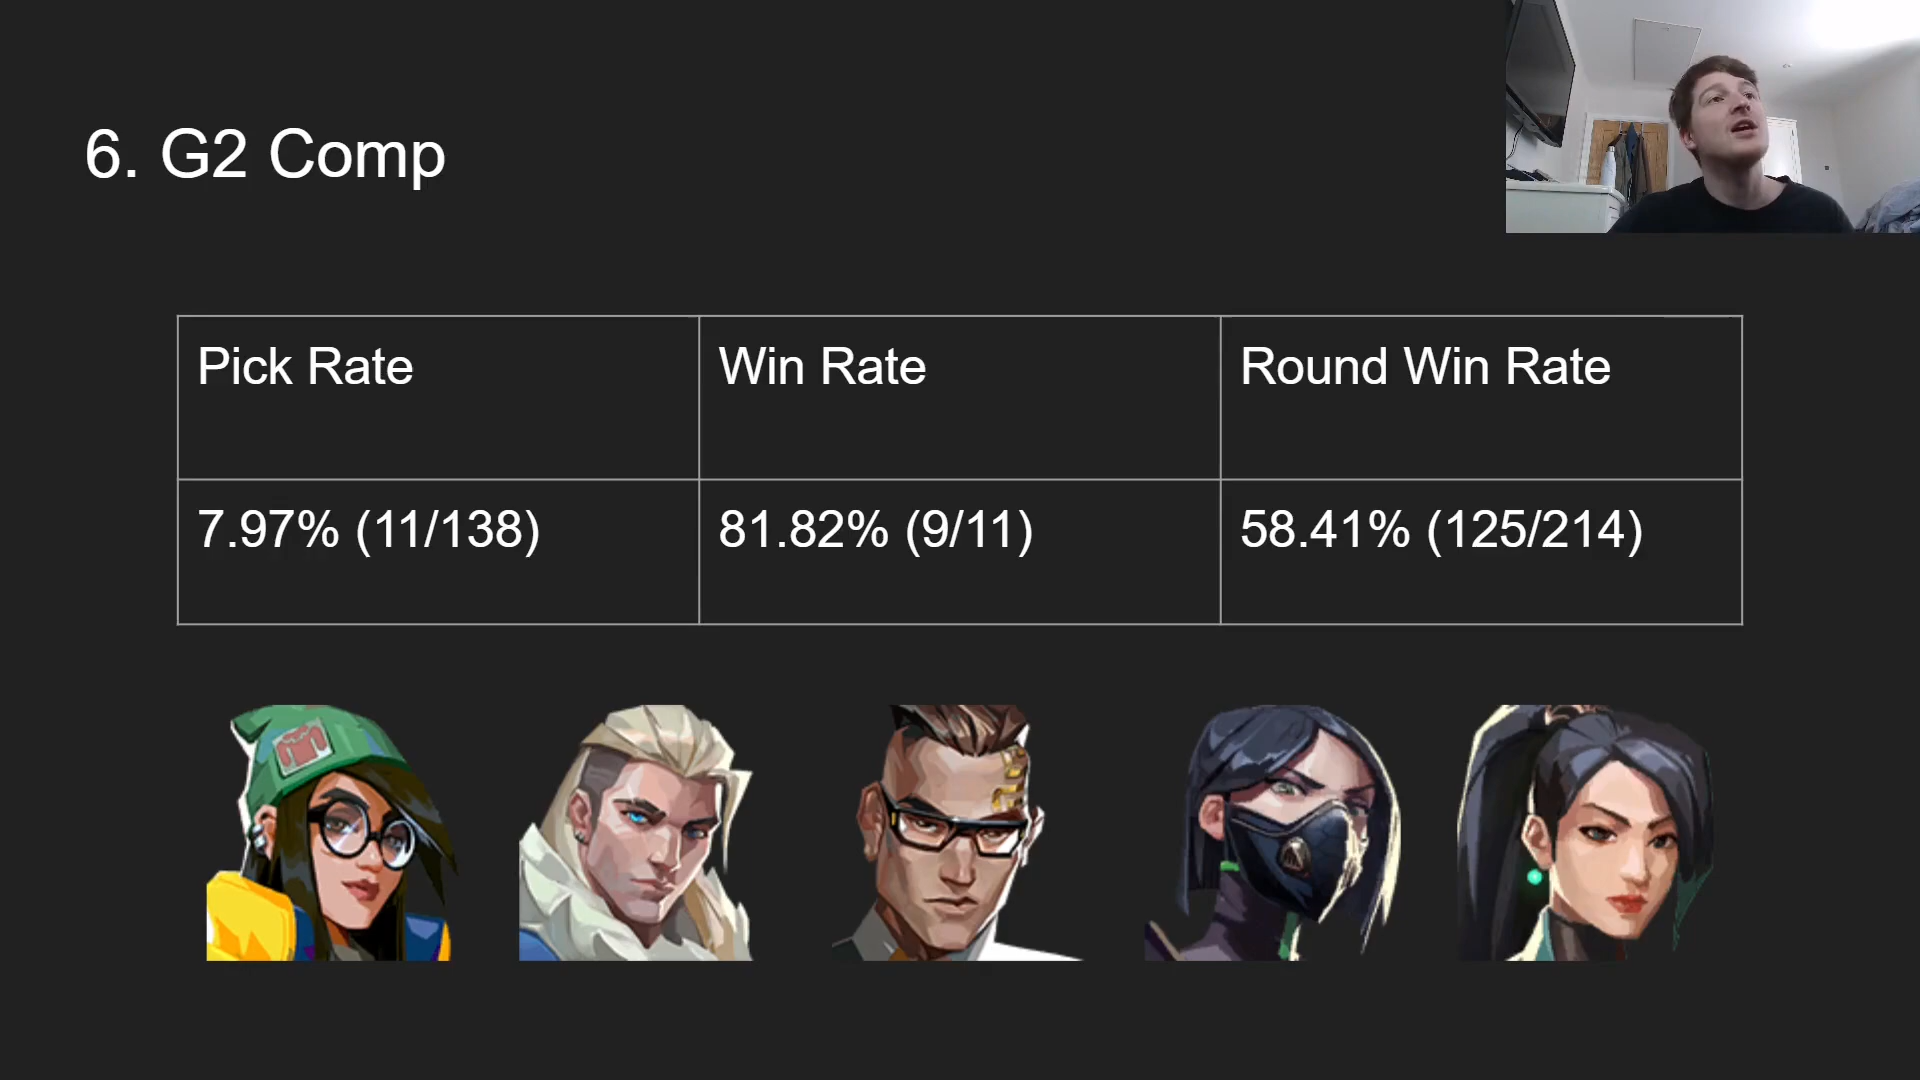 6. G2 Comp
Pick Rate
Win Rate
Round Win Rate
7.97% (11/138)
81.82% (9/11)
58.41% (125/214)